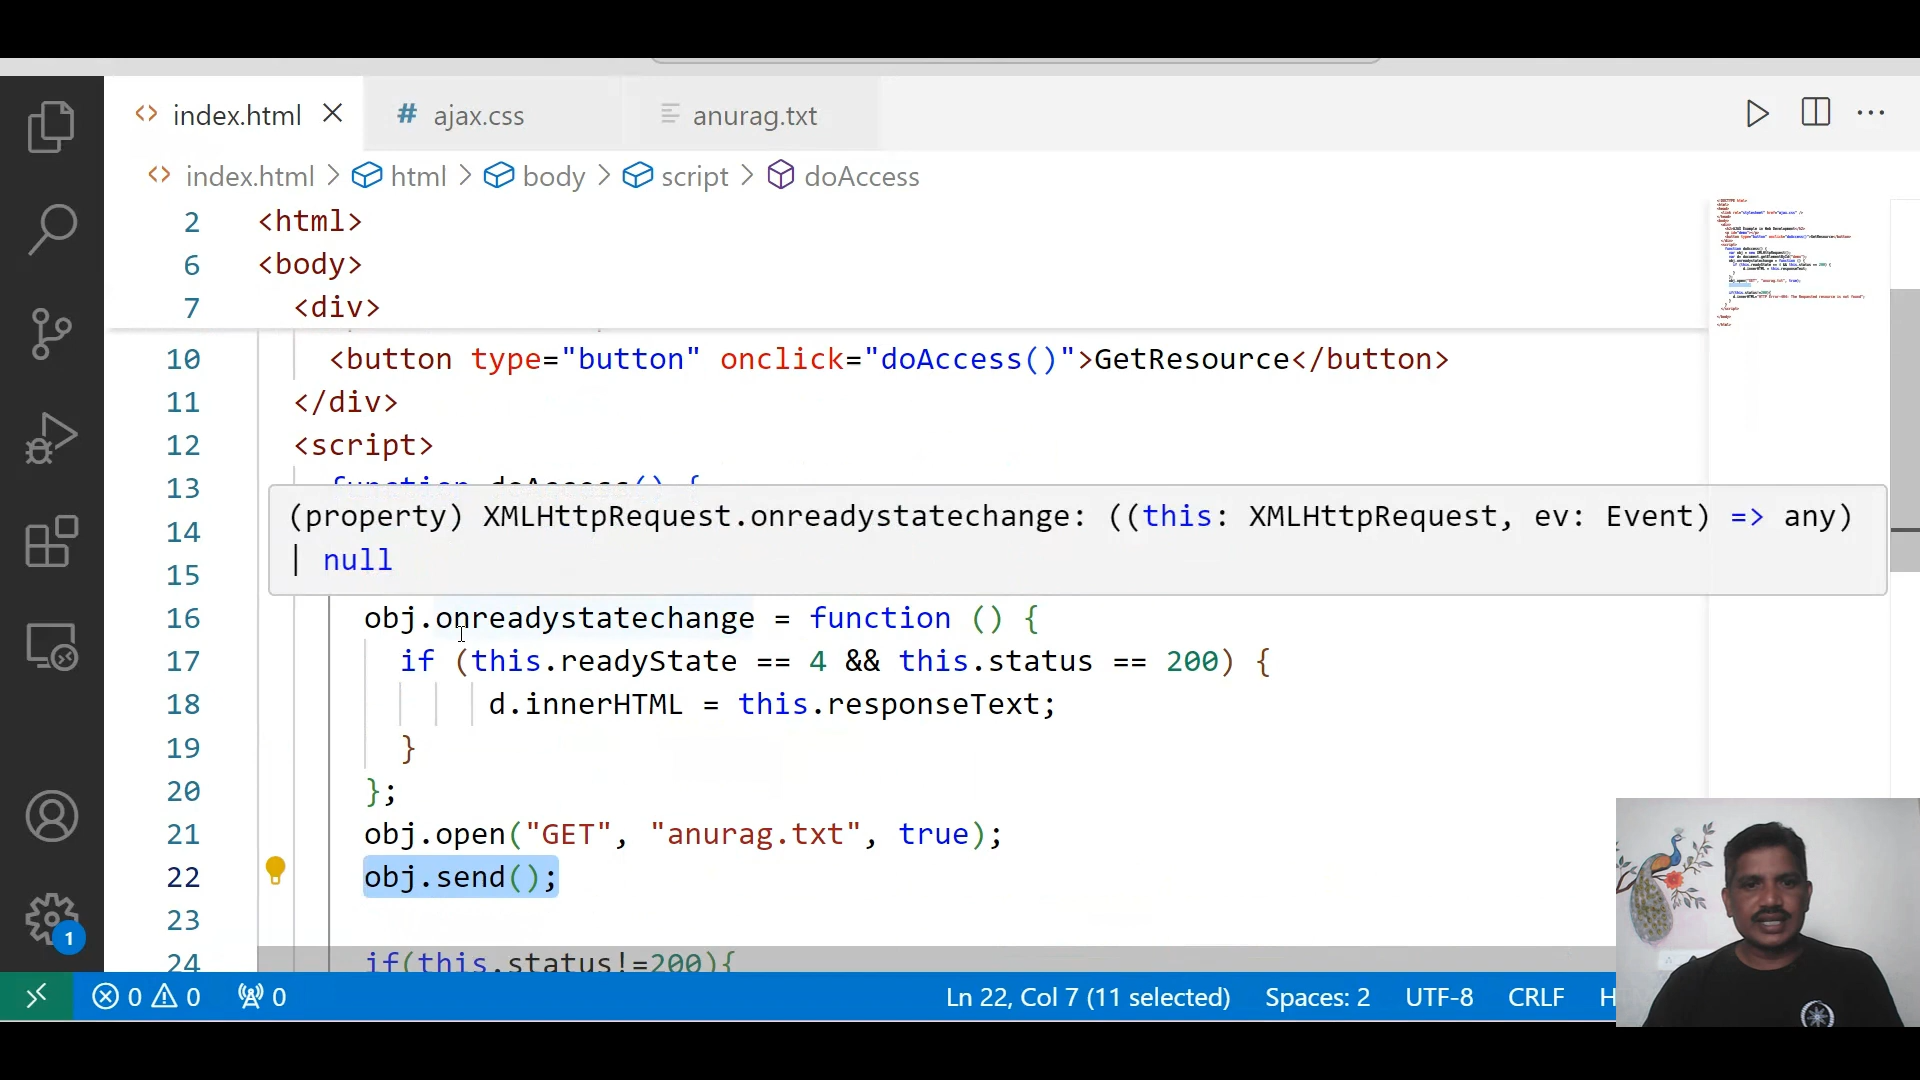 index.html
ajax.css
anurag.txt
index.html > html > body > script > doAccess
2 <html>
6 <body>
7 <div>
10 <button type="button" onclick="doAccess()">GetResource</button>
11 </div>
12 <script>
13 function doAccess() {
(property) XMLHttpRequest.onreadystatechange: ((this: XMLHttpRequest, ev: Event) => any)
14
| null
15
16 obj.onreadystatechange = function () {
17 if (this.readyState == 4 && this.status == 200) {
18 d.innerHTML = this.responseText;
19 }
20 };
21 obj.open("GET", "anurag.txt", true);
22 obj.send();
23
24 if(this.status!=200){
1
0 0 0 Ln 22, Col 7 (11 selected) Spaces: 2 UTF-8 CRLF